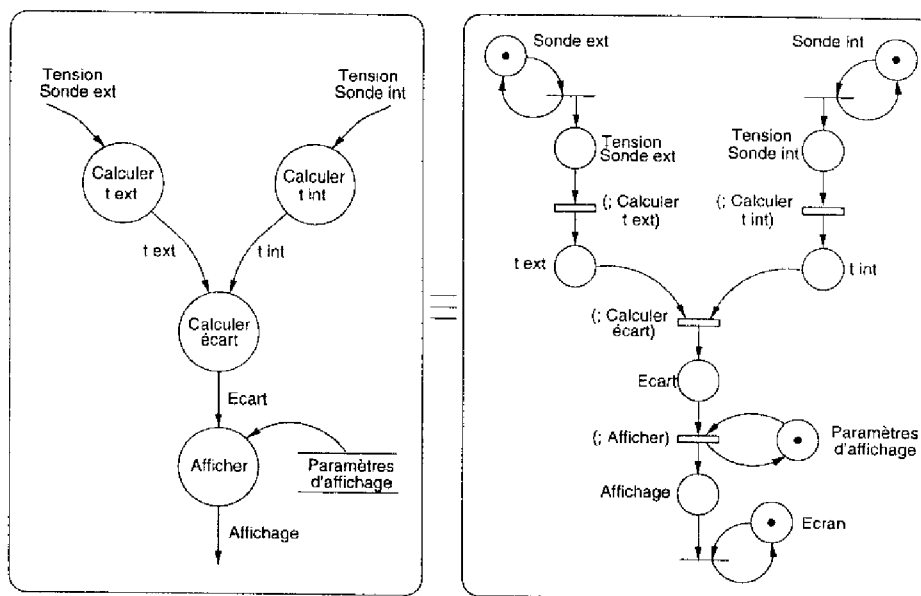 Tension
Sonde ext
Tension
Sonde int
Calculer
t ext
Calculer
t int
t ext
t int
Calculer
écart
Ecart
Afficher
Paramètres
d'affichage
Affichage
Sonde ext
Sonde int
Tension
Sonde ext
Tension
Sonde int
(; Calculer
t ext)
(; Calculer
t int)
t ext
t int
(; Calculer
écart)
Ecart
(; Afficher)
Paramètres
d'affichage
Affichage
Ecran